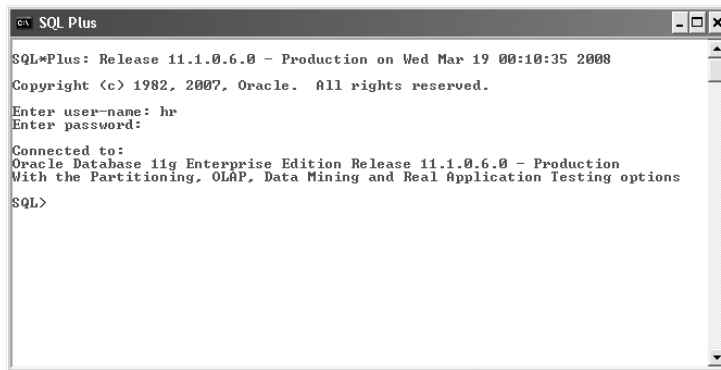 SQL Plus
SQL*Plus: Release 11.1.0.6.0 - Production on Wed Mar 19 00:10:35 2008
Copyright (c) 1982, 2007, Oracle.  All rights reserved.
Enter user-name: hr
Enter password:
Connected to:
Oracle Database 11g Enterprise Edition Release 11.1.0.6.0 - Production
With the Partitioning, OLAP, Data Mining and Real Application Testing options
SQL>